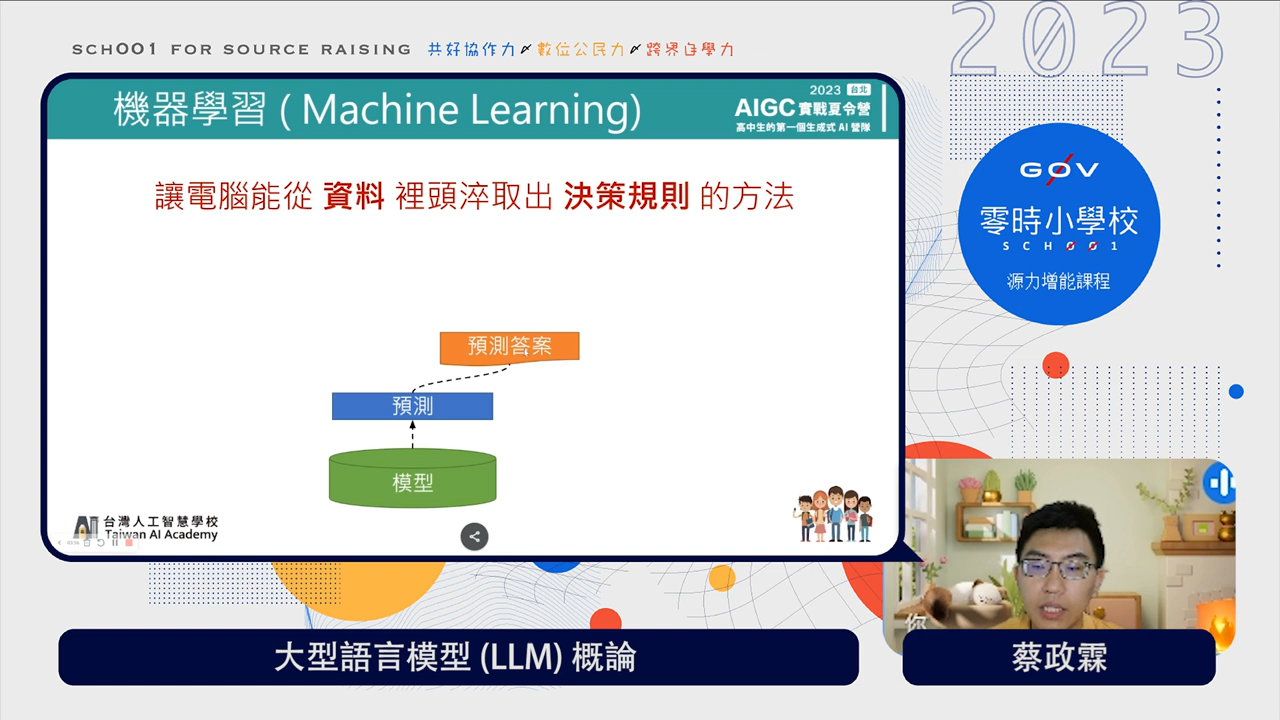 SCHOO1 FOR SOURCE RAISING 共好協作力 數位公民力 跨界自學力
2023
機器學習 ( Machine Learning)
2023 台北
AIGC 實戰夏令營
高中生的第一個生成式 AI 營隊
讓電腦能從 資料 裡頭淬取出 決策規則 的方法
預測答案
預測
模型
AI 台灣人工智慧學校
Taiwan AI Academy
G0V
零時小學校
SCH001
源力增能課程
你
大型語言模型 (LLM) 概論
蔡政霖